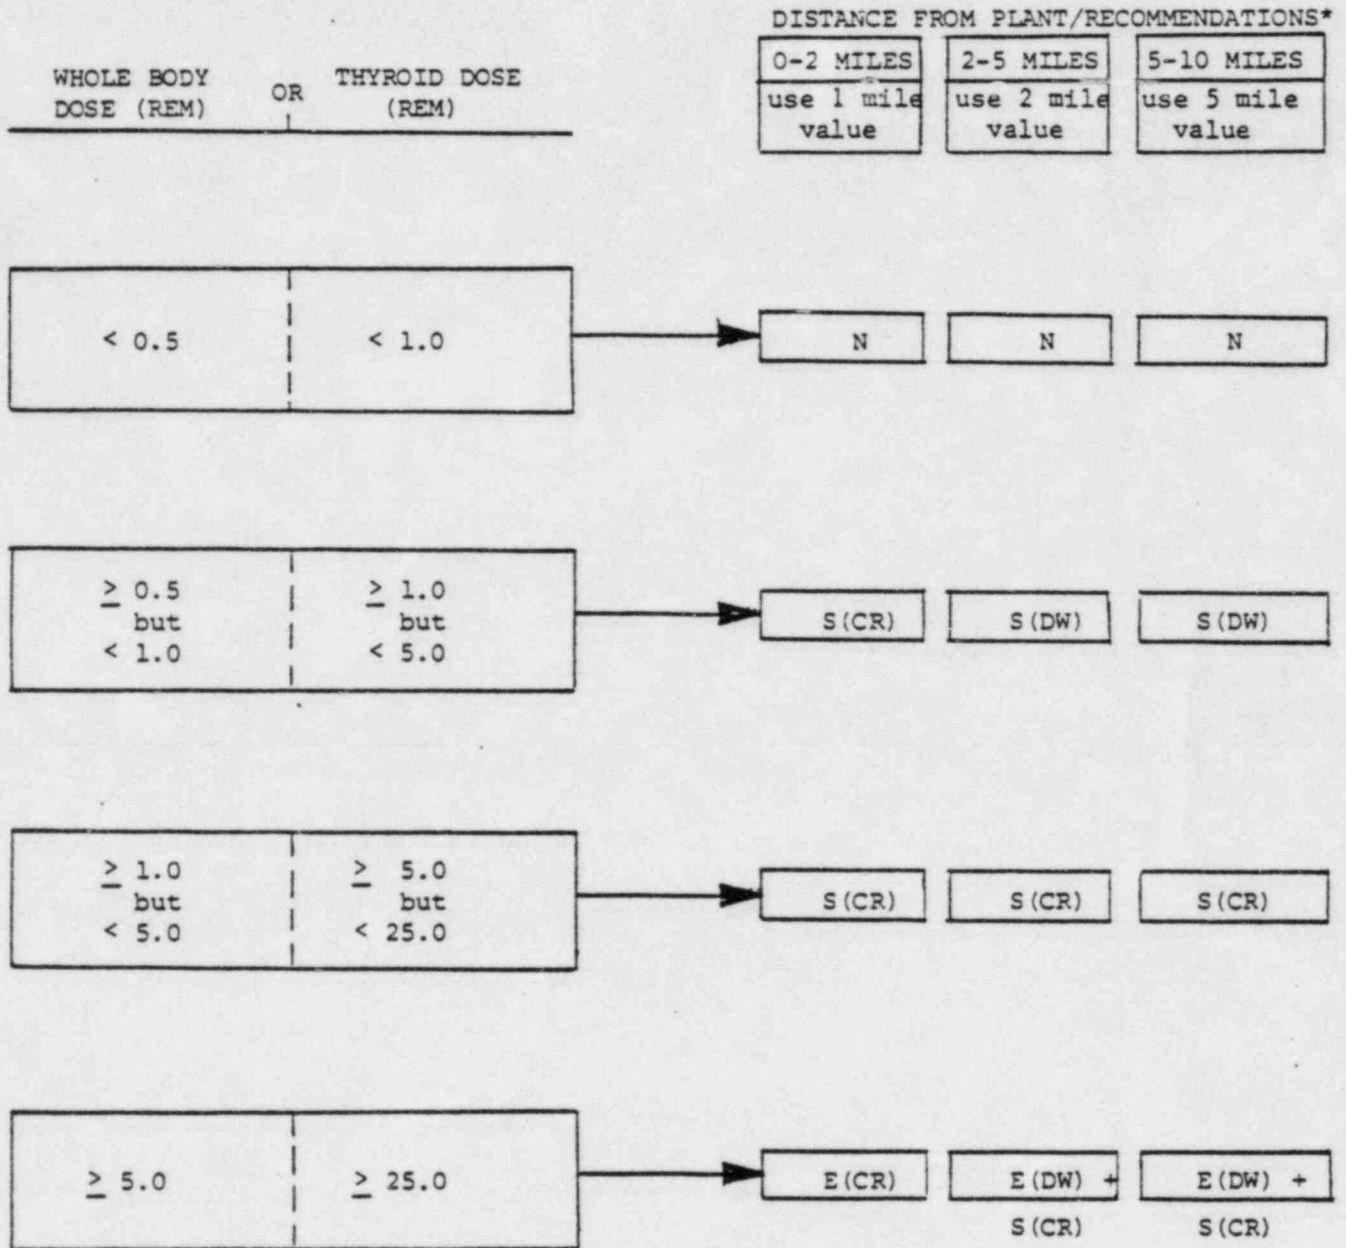 DISTANCE FROM PLANT/RECOMMENDATIONS*
WHOLE BODY DOSE (REM) OR THYROID DOSE (REM)
0-2 MILES 2-5 MILES 5-10 MILES
use 1 mile value use 2 mile value use 5 mile value
< 0.5 < 1.0 N N N
≥ 0.5 but < 1.0 ≥ 1.0 but < 5.0 S(CR) S(DW) S(DW)
≥ 1.0 but < 5.0 ≥ 5.0 but < 25.0 S(CR) S(CR) S(CR)
≥ 5.0 ≥ 25.0 E(CR) E(DW) + E(DW) +
S(CR) S(CR)